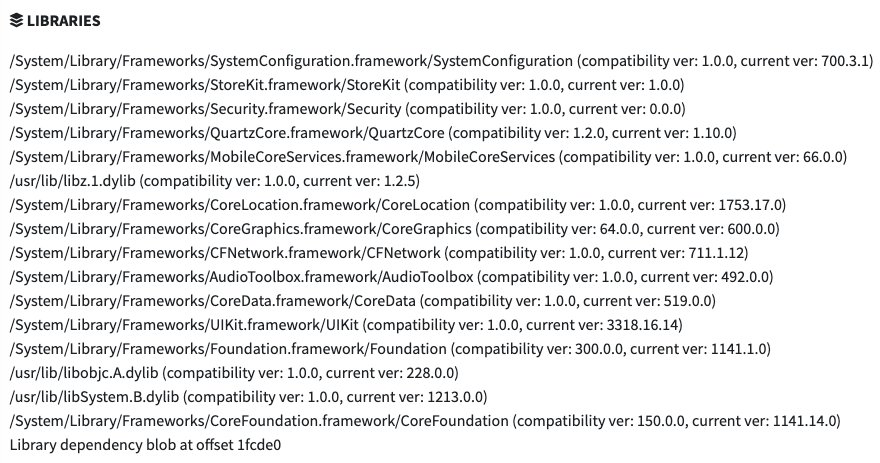 LIBRARIES
/System/Library/Frameworks/SystemConfiguration.framework/SystemConfiguration (compatibility ver: 1.0.0, current ver: 700.3.1)
/System/Library/Frameworks/StoreKit.framework/StoreKit (compatibility ver: 1.0.0, current ver: 1.0.0)
/System/Library/Frameworks/Security.framework/Security (compatibility ver: 1.0.0, current ver: 0.0.0)
/System/Library/Frameworks/QuartzCore.framework/QuartzCore (compatibility ver: 1.2.0, current ver: 1.10.0)
/System/Library/Frameworks/MobileCoreServices.framework/MobileCoreServices (compatibility ver: 1.0.0, current ver: 66.0.0)
/usr/lib/libz.1.dylib (compatibility ver: 1.0.0, current ver: 1.2.5)
/System/Library/Frameworks/CoreLocation.framework/CoreLocation (compatibility ver: 1.0.0, current ver: 1753.17.0)
/System/Library/Frameworks/CoreGraphics.framework/CoreGraphics (compatibility ver: 64.0.0, current ver: 600.0.0)
/System/Library/Frameworks/CFNetwork.framework/CFNetwork (compatibility ver: 1.0.0, current ver: 711.1.12)
/System/Library/Frameworks/AudioToolbox.framework/AudioToolbox (compatibility ver: 1.0.0, current ver: 492.0.0)
/System/Library/Frameworks/CoreData.framework/CoreData (compatibility ver: 1.0.0, current ver: 519.0.0)
/System/Library/Frameworks/UIKit.framework/UIKit (compatibility ver: 1.0.0, current ver: 3318.16.14)
/System/Library/Frameworks/Foundation.framework/Foundation (compatibility ver: 300.0.0, current ver: 1141.1.0)
/usr/lib/libobjc.A.dylib (compatibility ver: 1.0.0, current ver: 228.0.0)
/usr/lib/libSystem.B.dylib (compatibility ver: 1.0.0, current ver: 1213.0.0)
/System/Library/Frameworks/CoreFoundation.framework/CoreFoundation (compatibility ver: 150.0.0, current ver: 1141.14.0)
Library dependency blob at offset 1fcde0